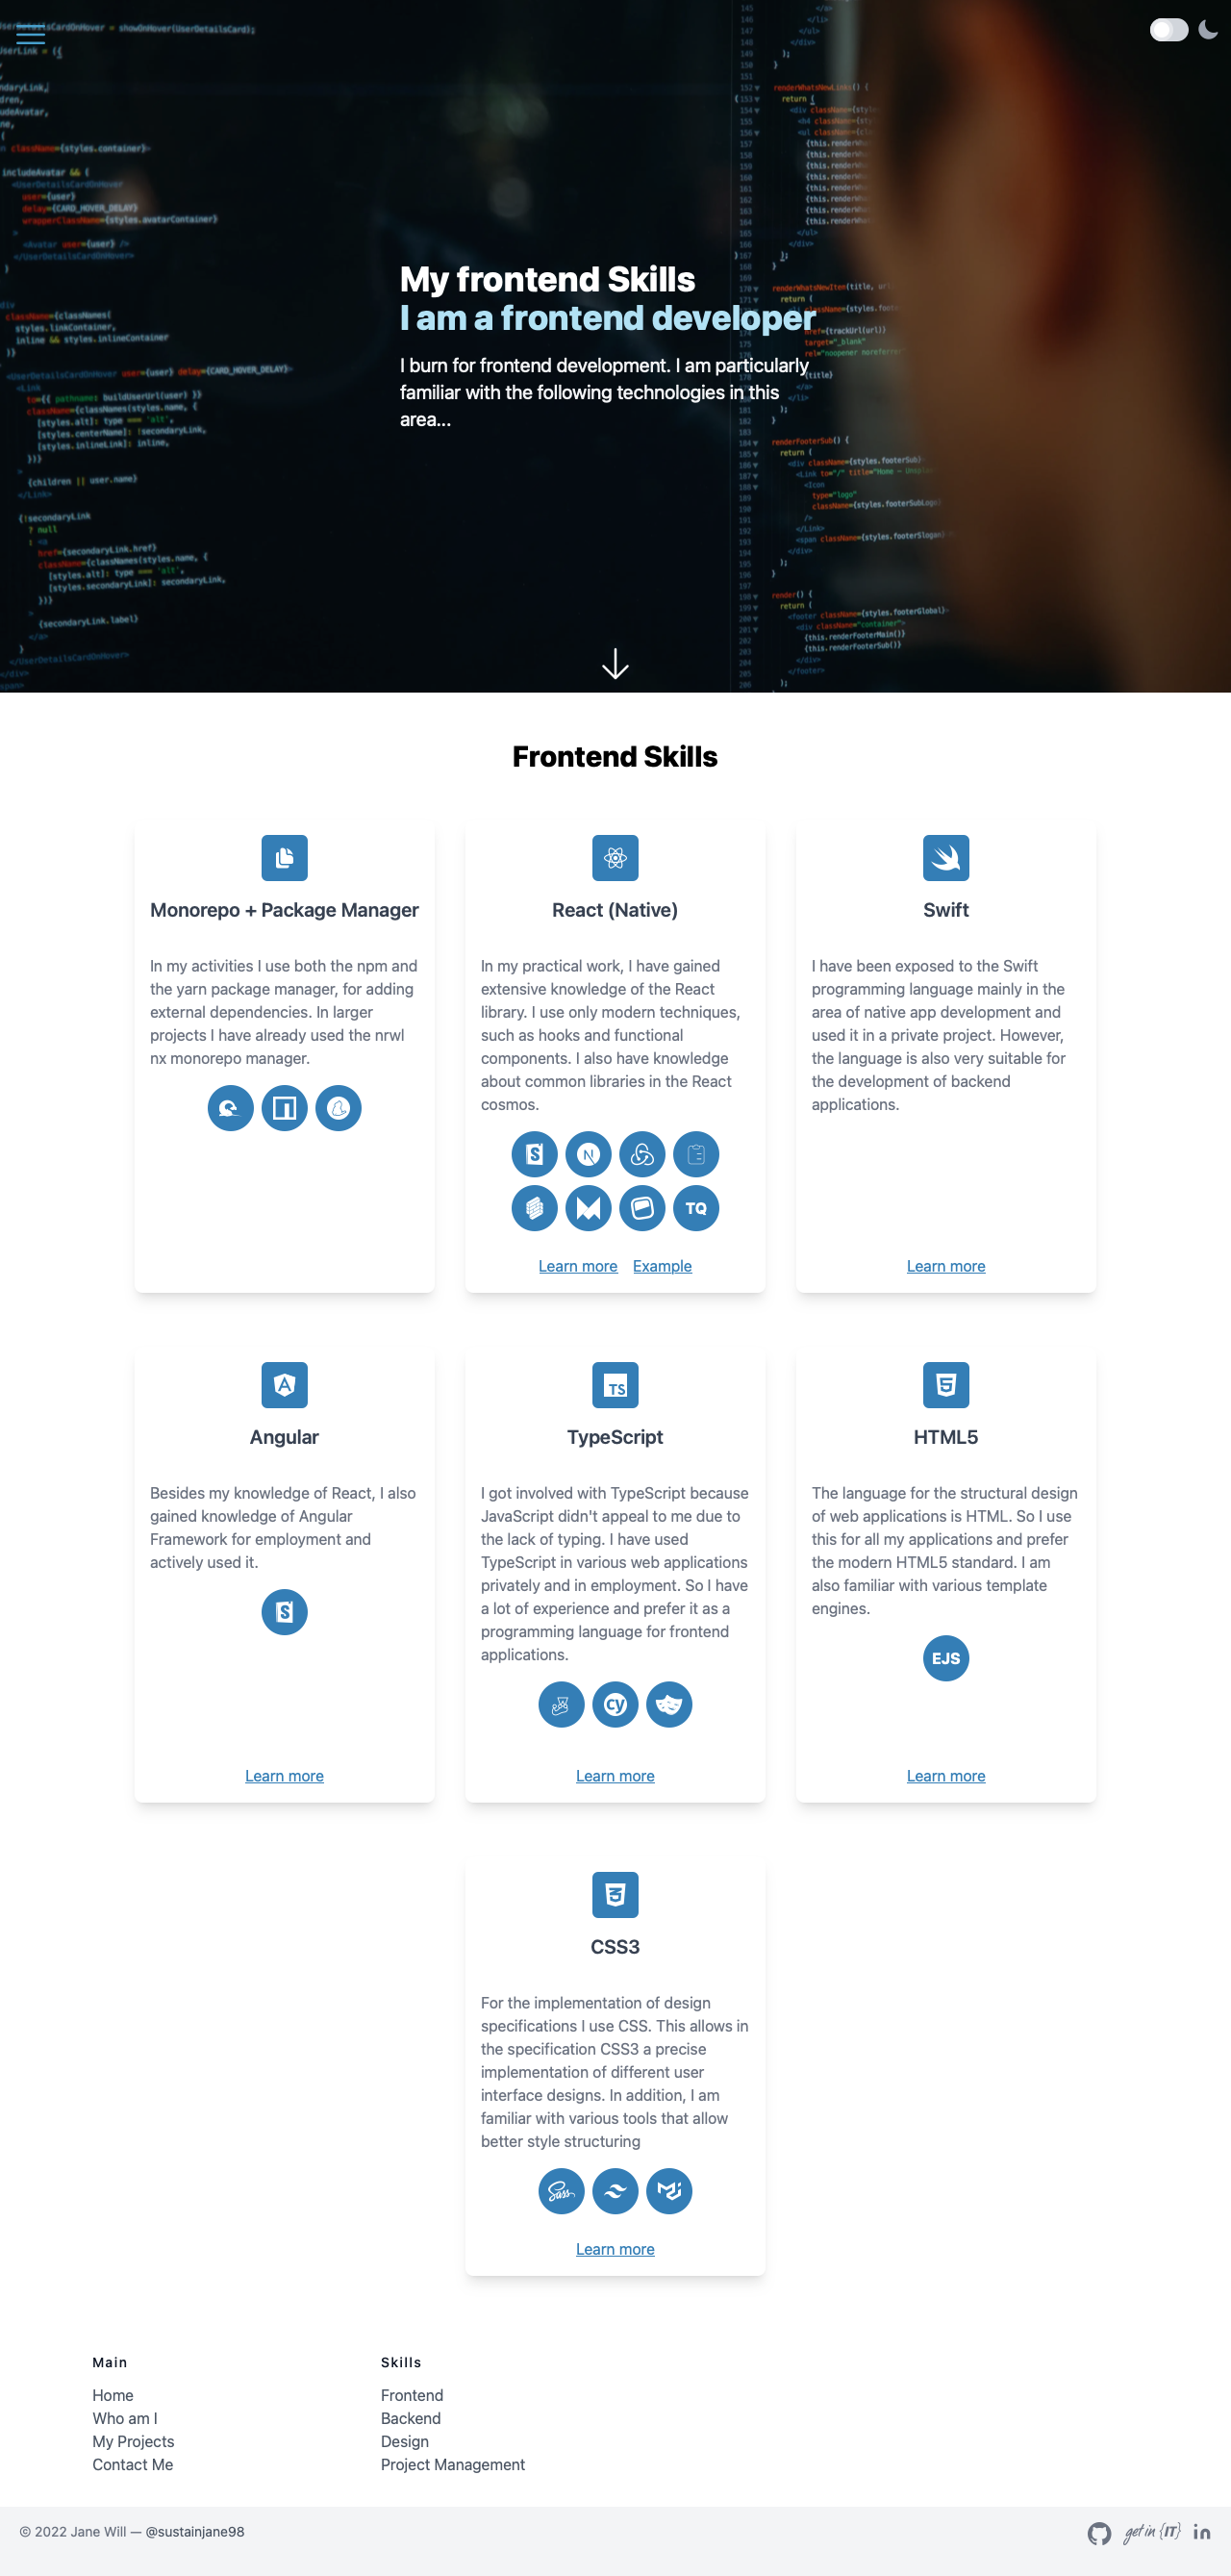 My frontend Skills
I am a frontend developer
I burn for frontend development. I am particularly
familiar with the following technologies in this
area...
Frontend Skills
Monorepo + Package Manager
In my activities I use both the npm and
the yarn package manager, for adding
external dependencies. In larger
projects I have already used the nrwl
nx monorepo manager.
React (Native)
In my practical work, I have gained
extensive knowledge of the React
library. I use only modern techniques,
such as hooks and functional
components. I also have knowledge
about common libraries in the React
cosmos.
TQ
Learn more Example
Swift
I have been exposed to the Swift
programming language mainly in the
area of native app development and
used it in a private project. However,
the language is also very suitable for
the development of backend
applications.
Learn more
Angular
Besides my knowledge of React, I also
gained knowledge of Angular
Framework for employment and
actively used it.
Learn more
TS
TypeScript
I got involved with TypeScript because
JavaScript didn't appeal to me due to
the lack of typing. I have used
TypeScript in various web applications
privately and in employment. So I have
a lot of experience and prefer it as a
programming language for frontend
applications.
cy
Learn more
HTML5
The language for the structural design
of web applications is HTML. So I use
this for all my applications and prefer
the modern HTML5 standard. I am
also familiar with various template
engines.
EJS
Learn more
CSS3
For the implementation of design
specifications I use CSS. This allows in
the specification CSS3 a precise
implementation of different user
interface designs. In addition, I am
familiar with various tools that allow
better style structuring
Sass
Learn more
Main
Home
Who am I
My Projects
Contact Me
Skills
Frontend
Backend
Design
Project Management
© 2022 Jane Will — @sustainjane98
get in {IT}
in